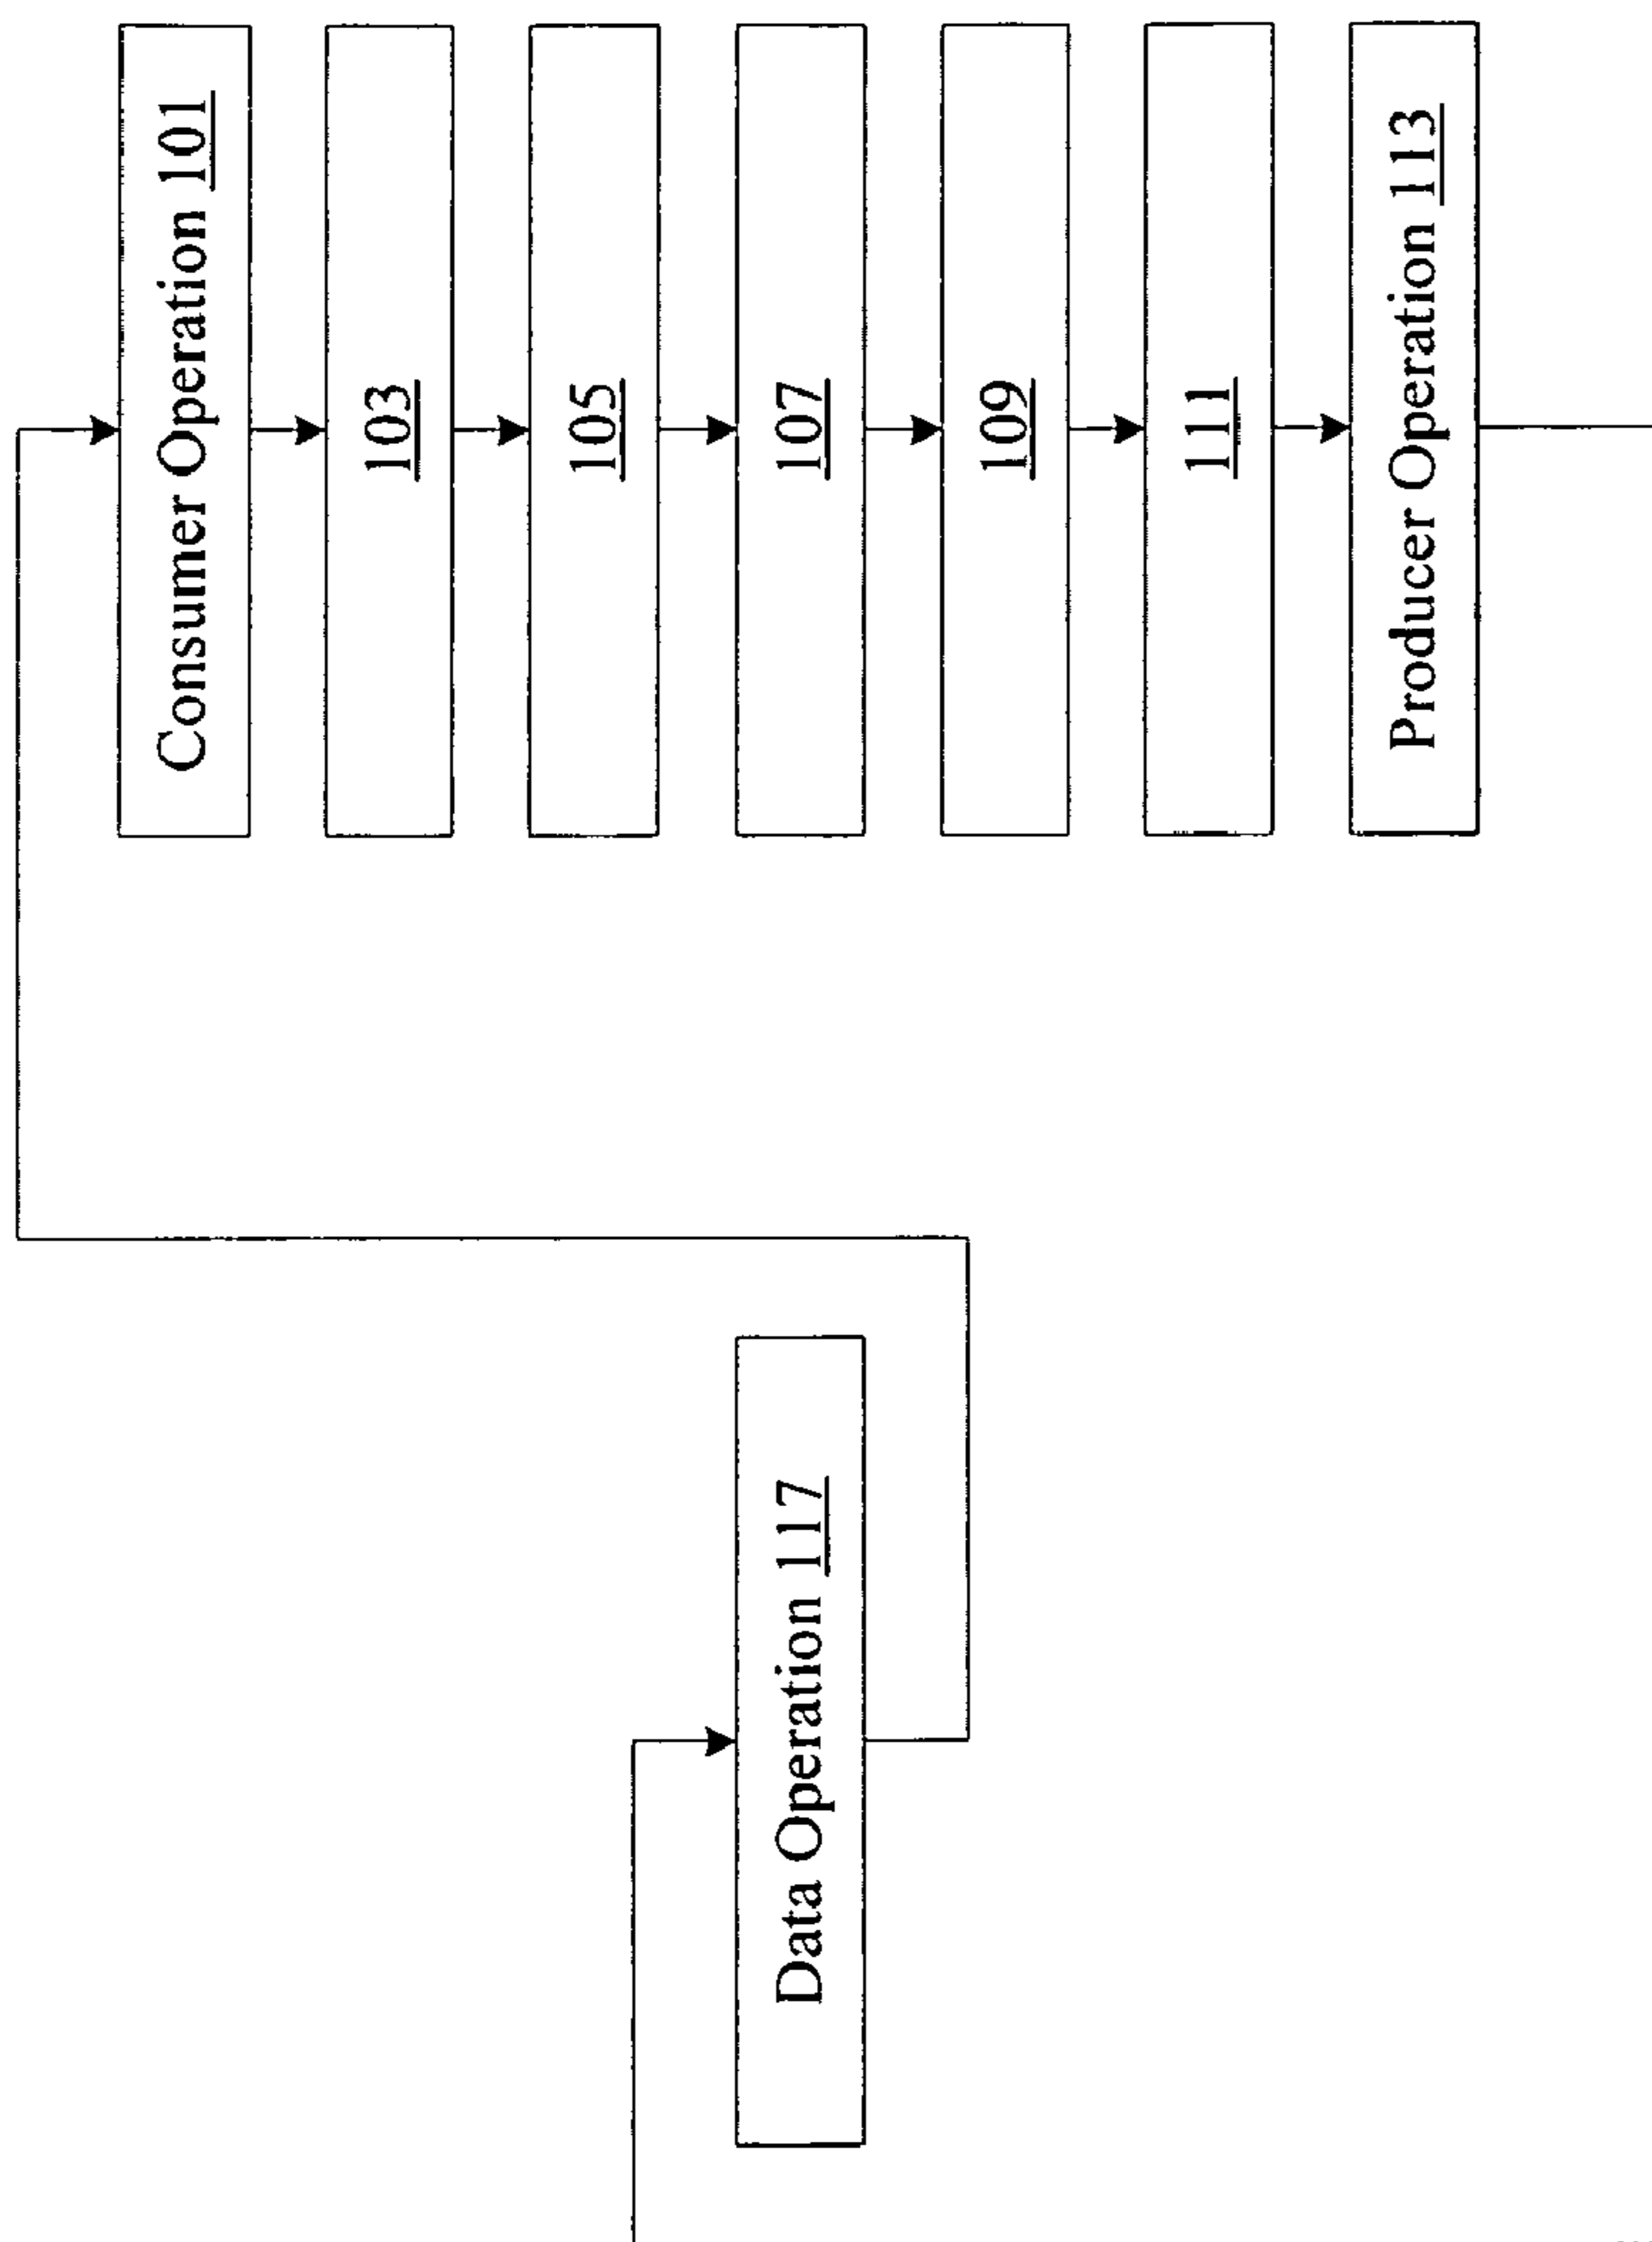 Consumer Operation 101
103
105
107
109
111
Producer Operation 113
Data Operation 117